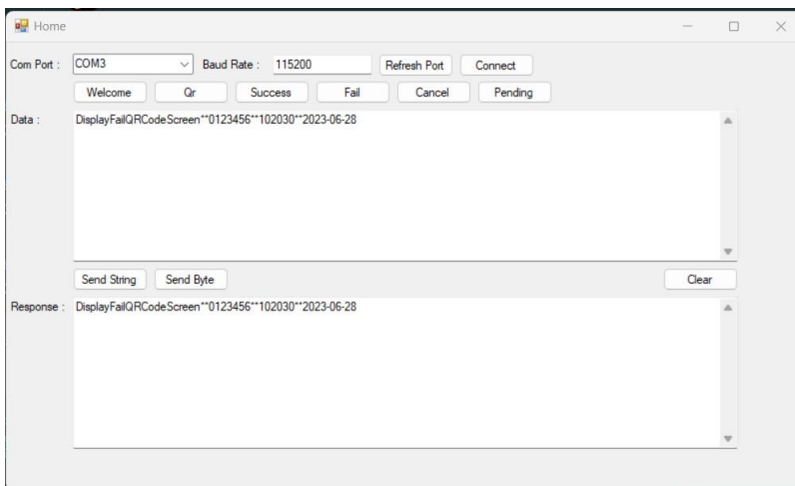 Home
Com Port : COM3 Baud Rate : 115200 Refresh Port Connect
Welcome Qr Success Fail Cancel Pending
Data : DisplayFailQRCodeScreen**0123456**102030**2023-06-28
Send String Send Byte Clear
Response : DisplayFailQRCodeScreen**0123456**102030**2023-06-28